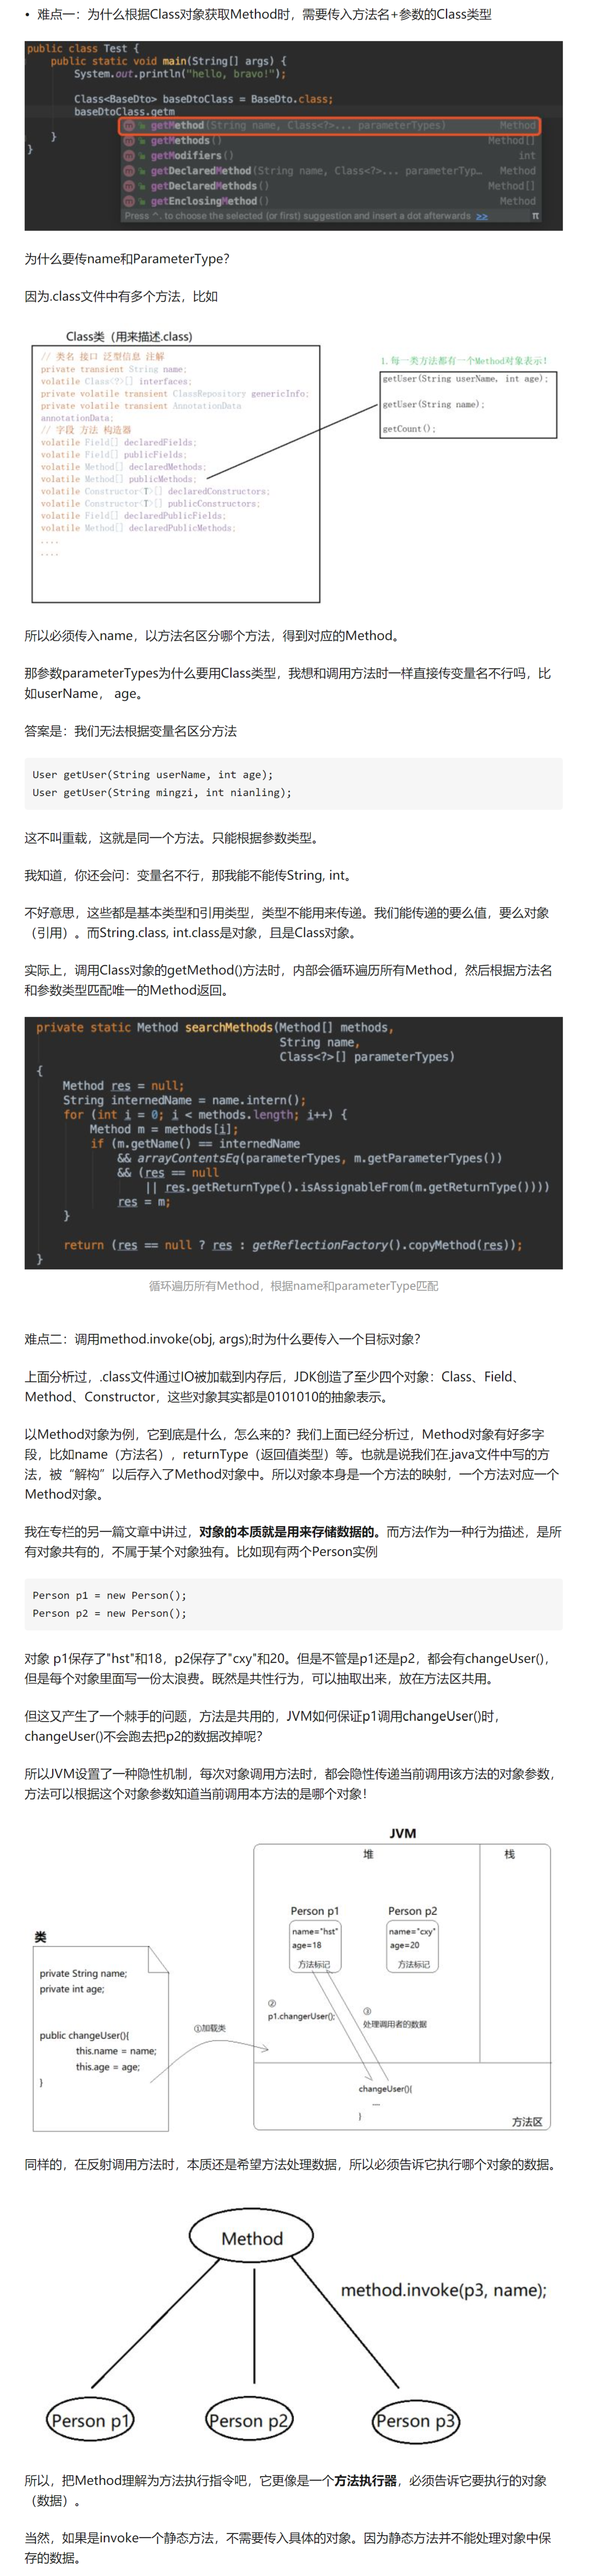 • 难点一：为什么根据Class对象获取Method时，需要传入方法名+参数的Class类型
public class Test {
public static void main(String[] args) {
System.out.println("hello, bravo!");
Class<BaseDto> baseDtoClass = BaseDto.class;
baseDtoClass.getm
getMethod(String name, Class<?>... parameterTypes) Method
getMethods() Method[]
getModifiers() int
getDeclaredMethod(String name, Class<?>... parameterTyp… Method
getDeclaredMethods() Method[]
getEnclosingMethod() Method
Press ^. to choose the selected (or first) suggestion and insert a dot afterwards >> π
}
}
为什么要传name和ParameterType？
因为.class文件中有多个方法，比如
Class类（用来描述.class)
// 类名 接口 泛型信息 注解
private transient String name;
volatile Class<?>[] interfaces;
private volatile transient ClassRepository genericInfo;
private volatile transient AnnotationData
annotationData;
// 字段 方法 构造器
volatile Field[] declaredFields;
volatile Field[] publicFields;
volatile Method[] declaredMethods;
volatile Method[] publicMethods;
volatile Constructor<T>[] declaredConstructors;
volatile Constructor<T>[] publicConstructors;
volatile Field[] declaredPublicFields;
volatile Method[] declaredPublicMethods;
....
....
1.每一类方法都有一个Method对象表示！
getUser(String userName, int age);
getUser(String name);
getCount();
所以必须传入name，以方法名区分哪个方法，得到对应的Method。
那参数parameterTypes为什么要用Class类型，我想和调用方法时一样直接传变量名不行吗，比
如userName， age。
答案是：我们无法根据变量名区分方法
User getUser(String userName, int age);
User getUser(String mingzi, int nianling);
这不叫重载，这就是同一个方法。只能根据参数类型。
我知道，你还会问：变量名不行，那我能不能传String, int。
不好意思，这些都是基本类型和引用类型，类型不能用来传递。我们能传递的要么值，要么对象
（引用）。而String.class, int.class是对象，且是Class对象。
实际上，调用Class对象的getMethod()方法时，内部会循环遍历所有Method，然后根据方法名
和参数类型匹配唯一的Method返回。
private static Method searchMethods(Method[] methods,
String name,
Class<?>[] parameterTypes)
{
Method res = null;
String internedName = name.intern();
for (int i = 0; i < methods.length; i++) {
Method m = methods[i];
if (m.getName() == internedName
&& arrayContentsEq(parameterTypes, m.getParameterTypes())
&& (res == null
|| res.getReturnType().isAssignableFrom(m.getReturnType())))
res = m;
}
return (res == null ? res : getReflectionFactory().copyMethod(res));
}
循环遍历所有Method，根据name和parameterType匹配
难点二：调用method.invoke(obj, args);时为什么要传入一个目标对象？
上面分析过，.class文件通过IO被加载到内存后，JDK创造了至少四个对象：Class、Field、
Method、Constructor，这些对象其实都是0101010的抽象表示。
以Method对象为例，它到底是什么，怎么来的？我们上面已经分析过，Method对象有好多字
段，比如name（方法名），returnType（返回值类型）等。也就是说我们在.java文件中写的方
法，被“解构”以后存入了Method对象中。所以对象本身是一个方法的映射，一个方法对应一个
Method对象。
我在专栏的另一篇文章中讲过，对象的本质就是用来存储数据的。而方法作为一种行为描述，是所
有对象共有的，不属于某个对象独有。比如现有两个Person实例
Person p1 = new Person();
Person p2 = new Person();
对象 p1保存了"hst"和18，p2保存了"cxy"和20。但是不管是p1还是p2，都会有changeUser()，
但是每个对象里面写一份太浪费。既然是共性行为，可以抽取出来，放在方法区共用。
但这又产生了一个棘手的问题，方法是共用的，JVM如何保证p1调用changeUser()时，
changeUser()不会跑去把p2的数据改掉呢？
所以JVM设置了一种隐性机制，每次对象调用方法时，都会隐性传递当前调用该方法的对象参数，
方法可以根据这个对象参数知道当前调用本方法的是哪个对象！
JVM
堆
栈
Person p1
name="hst"
age=18
方法标记
Person p2
name="cxy"
age=20
方法标记
类
private String name;
private int age;
public changeUser(){
this.name = name;
this.age = age;
}
①加载类
②
p1.changerUser();
③
处理调用者的数据
changeUser(){
...
}
方法区
同样的，在反射调用方法时，本质还是希望方法处理数据，所以必须告诉它执行哪个对象的数据。
Method
method.invoke(p3, name);
Person p1
Person p2
Person p3
所以，把Method理解为方法执行指令吧，它更像是一个方法执行器，必须告诉它要执行的对象
（数据）。
当然，如果是invoke一个静态方法，不需要传入具体的对象。因为静态方法并不能处理对象中保
存的数据。